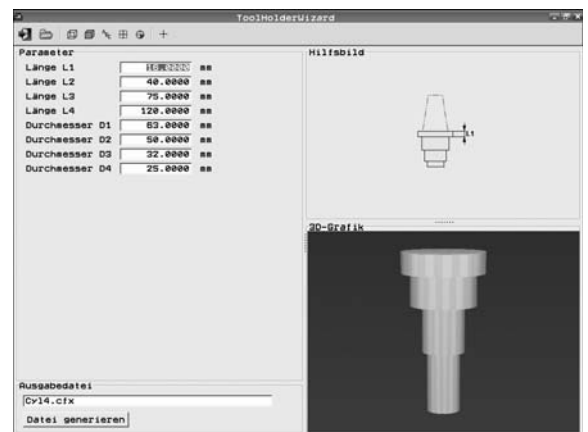 ToolHolderWizard
Parameter
Länge L1 mm
Länge L2 40.0000 mm
Länge L3 75.0000 mm
Länge L4 120.0000 mm
Durchmesser D1 63.0000 mm
Durchmesser D2 50.0000 mm
Durchmesser D3 32.0000 mm
Durchmesser D4 25.0000 mm
Hilfsbild
L1
3D-Grafik
Ausgabedatei
Cyl4.cfx
Datei generieren